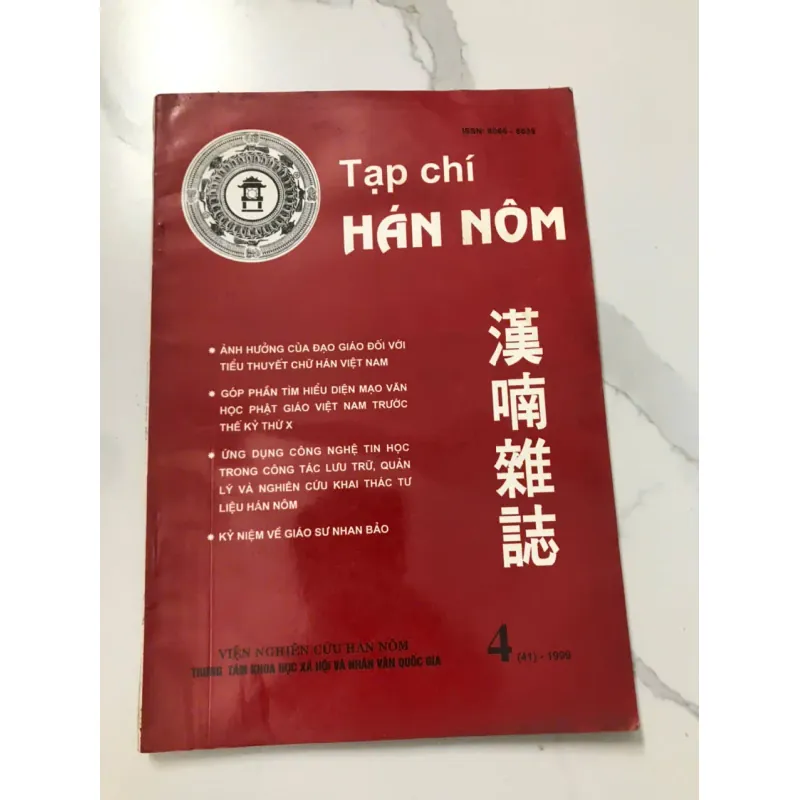 ISSN: 8066 - 8639
Tạp chí
HÁN NÔM
漢喃雜誌
ẢNH HƯỞNG CỦA ĐẠO GIÁO ĐỐI VỚI
TIỂU THUYẾT CHỮ HÁN VIỆT NAM
GÓP PHẦN TÌM HIỂU DIỆN MẠO VĂN
HỌC PHẬT GIÁO VIỆT NAM TRƯỚC
THẾ KỶ THỨ X
ỨNG DỤNG CÔNG NGHỆ TIN HỌC
TRONG CÔNG TÁC LƯU TRỮ, QUẢN
LÝ VÀ NGHIÊN CỨU KHAI THÁC TƯ
LIỆU HÁN NÔM
KỶ NIỆM VỀ GIÁO SƯ NHAN BẢO
VIỆN NGHIÊN CỨU HÁN NÔM
TRUNG TÂM KHOA HỌC XÃ HỘI VÀ NHÂN VĂN QUỐC GIA
4 (41) - 1999